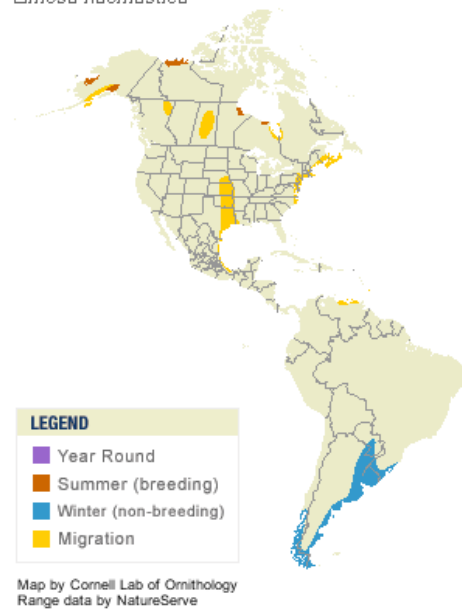 LEGEND
Year Round
Summer (breeding)
Winter (non-breeding)
Migration
Map by Cornell Lab of Ornithology
Range data by NatureServe